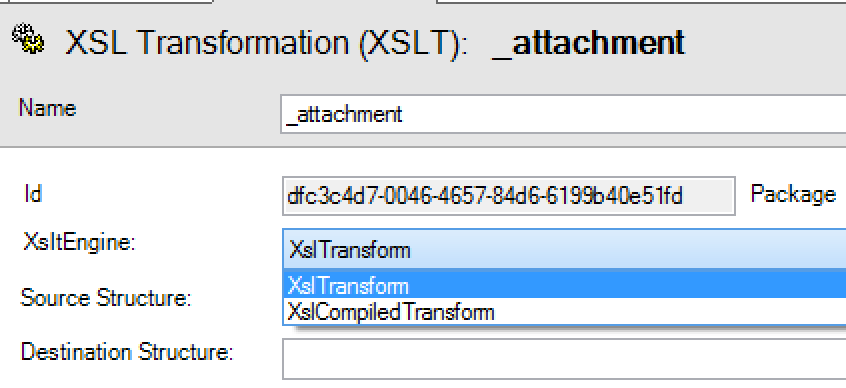 XSL Transformation (XSLT): _attachment
Name
_attachment
Id
dfc3c4d7-0046-4657-84d6-6199b40e51fd
Package
XsltEngine:
XslTransform
XslTransform
XslCompiledTransform
Source Structure:
Destination Structure: